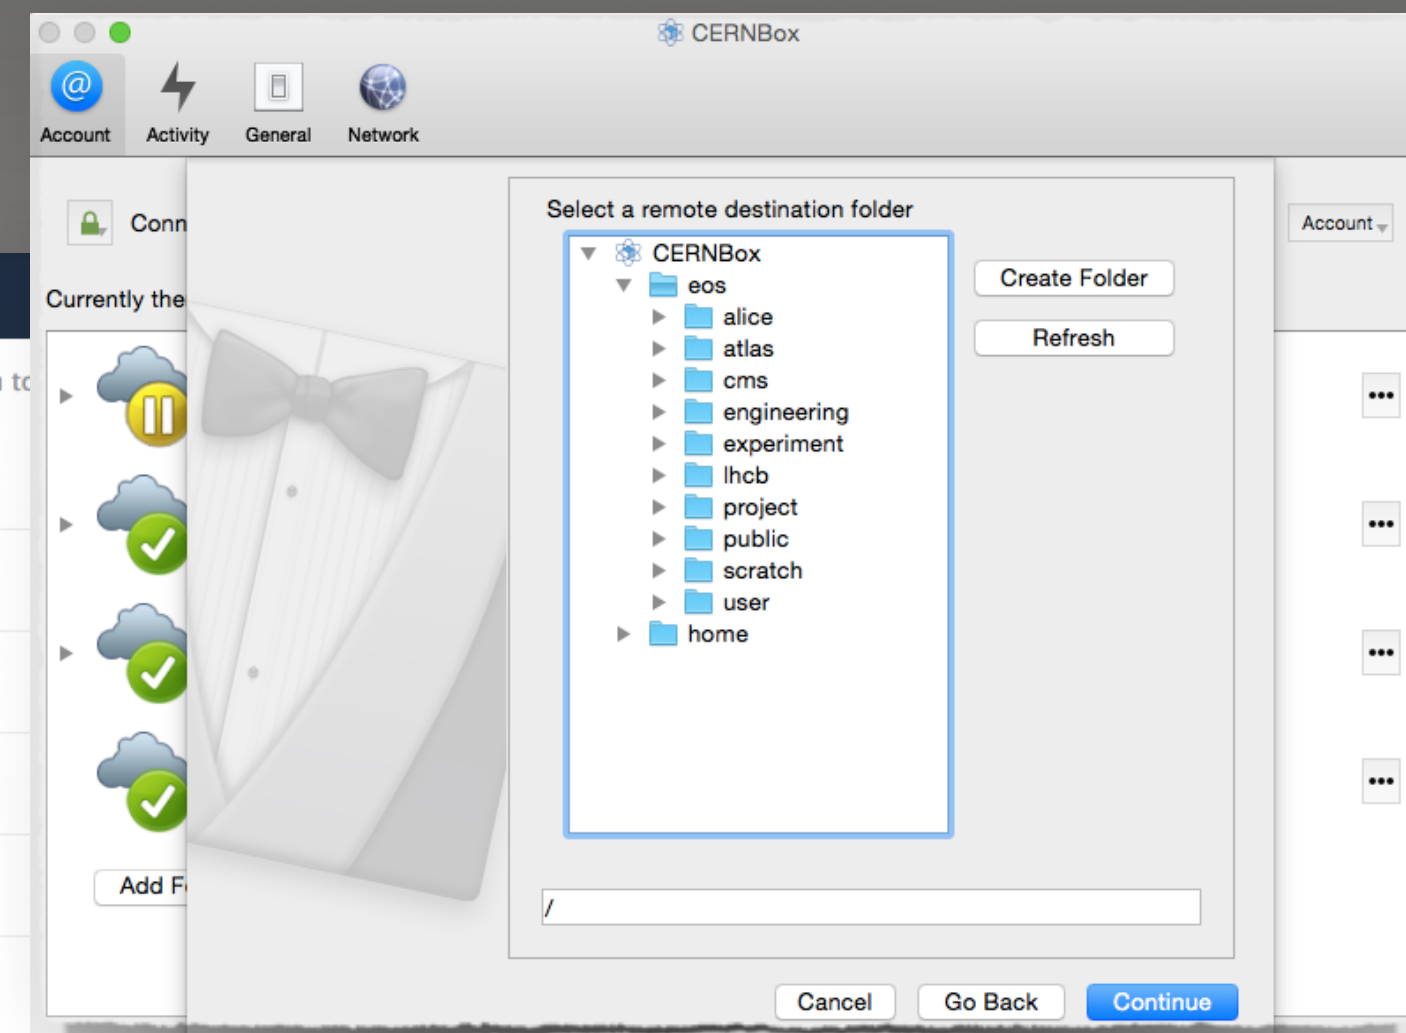 CERNBox
Account Activity General Network
Conn
Account
Currently the
Select a remote destination folder
CERNBox
eos
alice
atlas
cms
engineering
experiment
lhcb
project
public
scratch
user
home
Create Folder
Refresh
Add F
/
Cancel Go Back Continue